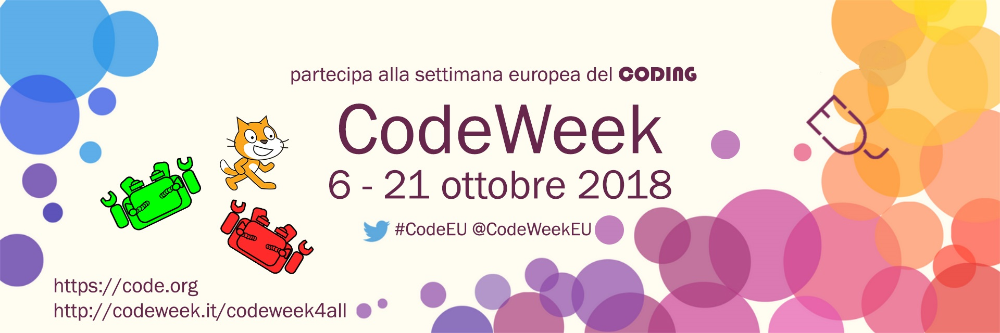 partecipa alla settimana europea del CODING
CodeWeek
6 - 21 ottobre 2018
#CodeEU @CodeWeekEU
EU
https://code.org
http://codeweek.it/codeweek4all